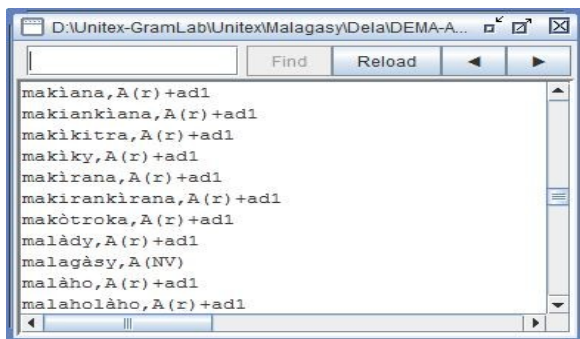 D:\Unitex-GramLab\Unitex\Malagasy\Dela\DEMA-A...
Find Reload
makìana,A(r)+ad1
makiankìana,A(r)+ad1
makìkitra,A(r)+ad1
makìky,A(r)+ad1
makìrana,A(r)+ad1
makirankìrana,A(r)+ad1
makòtroka,A(r)+ad1
malàdy,A(r)+ad1
malagàsy,A(NV)
malàho,A(r)+ad1
malaholàho,A(r)+ad1